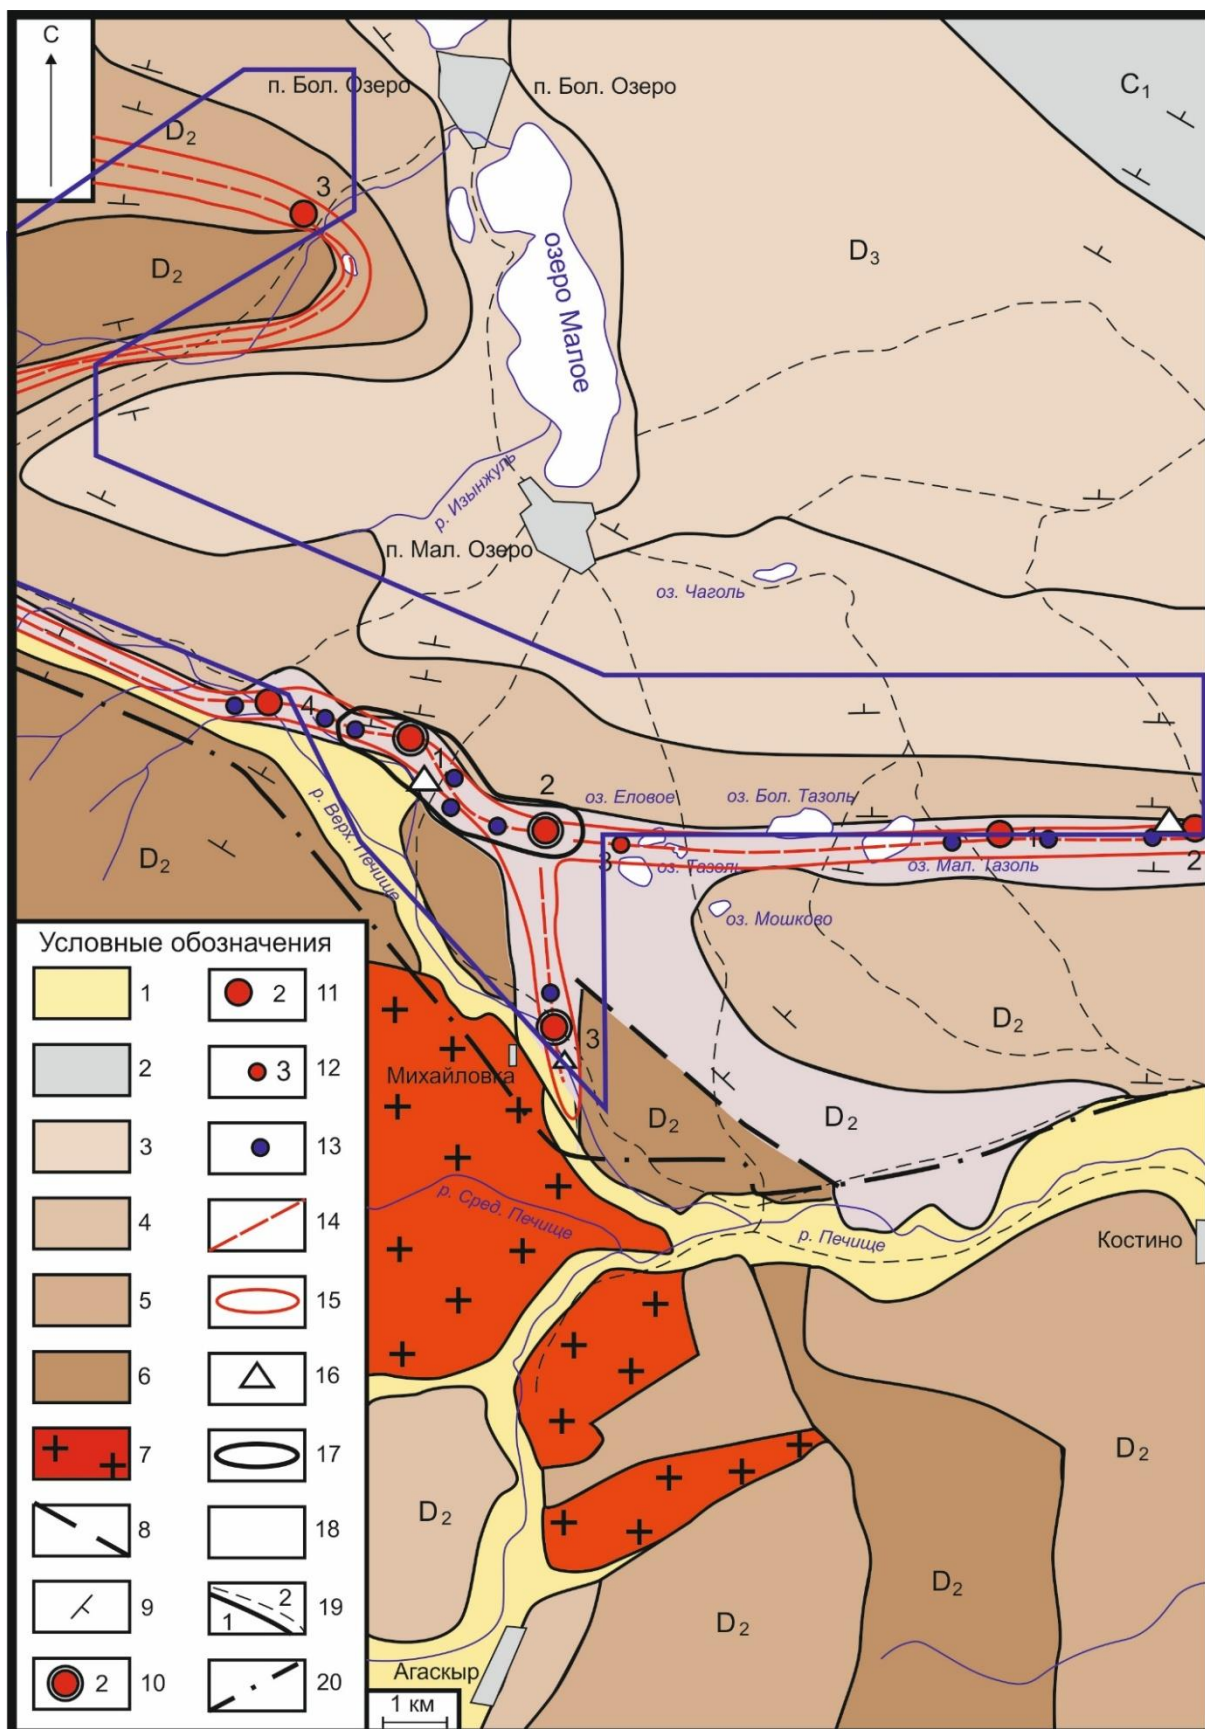 С
п. Бол. Озеро
п. Бол. Озеро
C1
D2
3
D2
D3
озеро Малое
р. Изынжуль
п. Мал. Озеро
оз. Чаголь
4
1
2
оз. Еловое
оз. Бол. Тазоль
3
оз. Тазоль
оз. Мал. Тазоль
1
2
р. Верх. Печище
D2
оз. Мошково
D2
3
Михайловка
D2
D2
р. Сред. Печище
р. Печище
Костино
D2
D2
D2
D2
Агаскыр
1 км
Условные обозначения
1
2
3
4
5
6
7
8
9
2 10
2 11
3 12
13
14
15
16
17
18
1 2 19
20